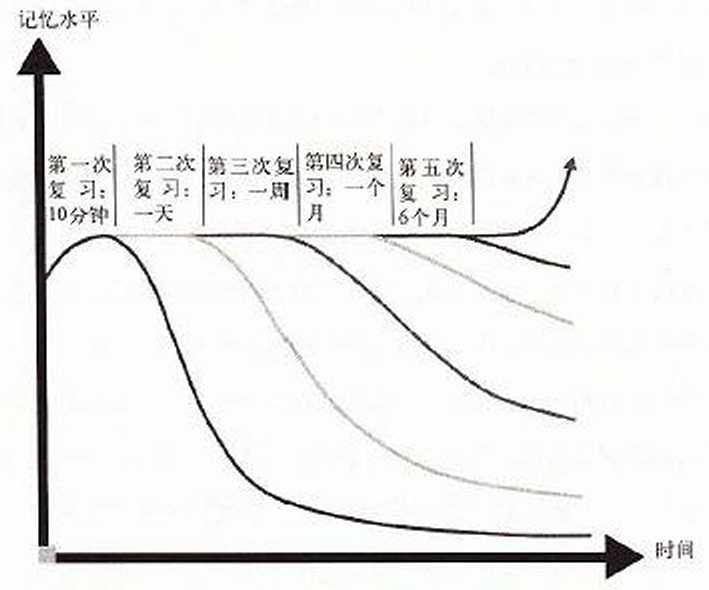 记忆水平
第一次
复 习：
10分钟
第二次
复 习：
一天
第三次复
习：一周
第四次复
习：一个
月
第五次
复 习：
6个月
时间